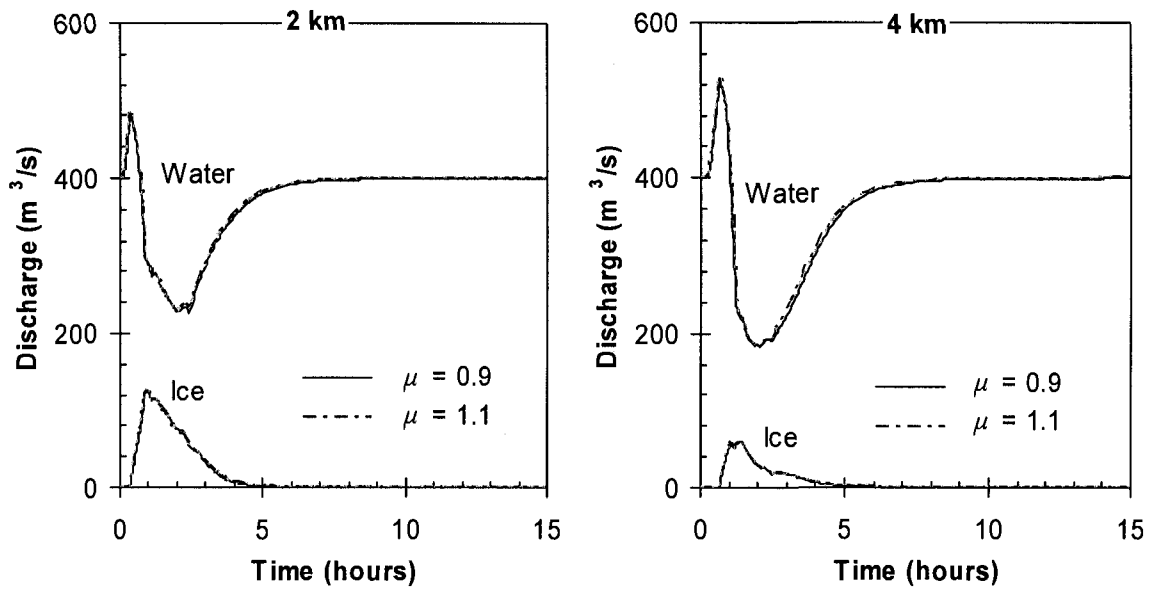 2 km
600
400
200
0
Discharge (m³/s)
Water
Ice
μ = 0.9
μ = 1.1
0 5 10 15
Time (hours)
4 km
600
400
200
0
Discharge (m³/s)
Water
Ice
μ = 0.9
μ = 1.1
0 5 10 15
Time (hours)